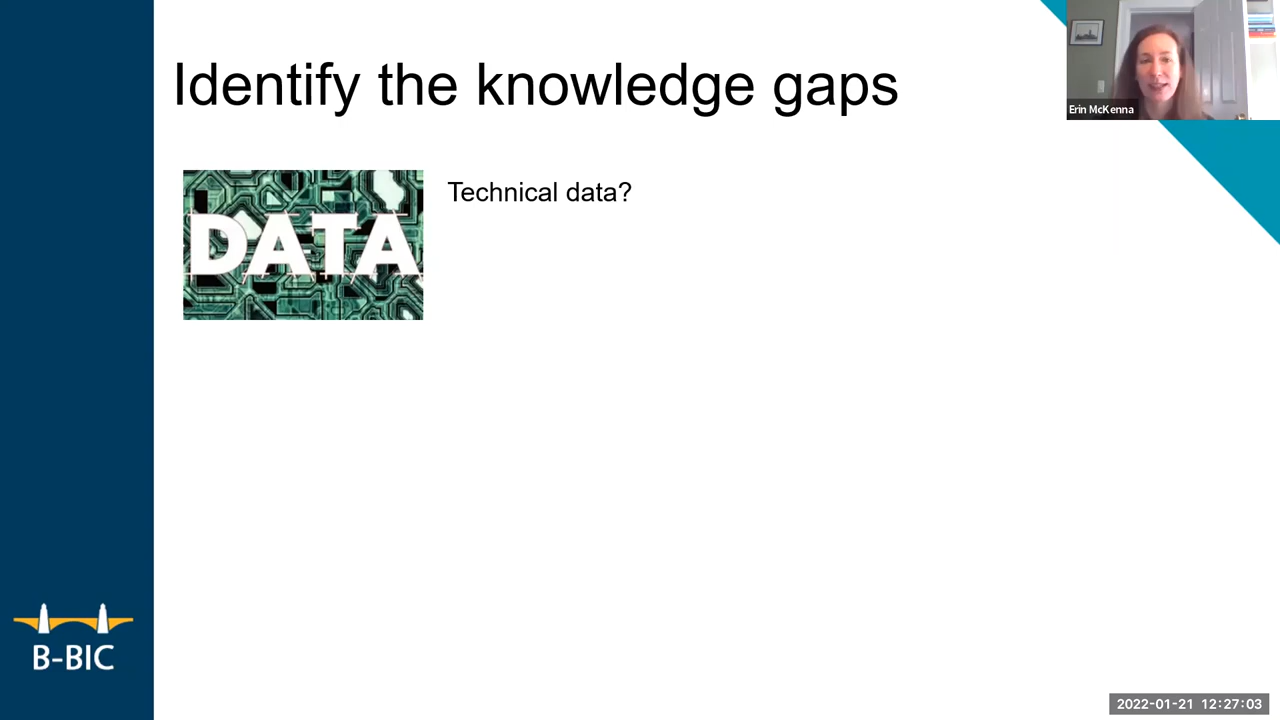 Identify the knowledge gaps
Erin McKenna
DATA
Technical data?
B-BIC
2022-01-21 12:27:03